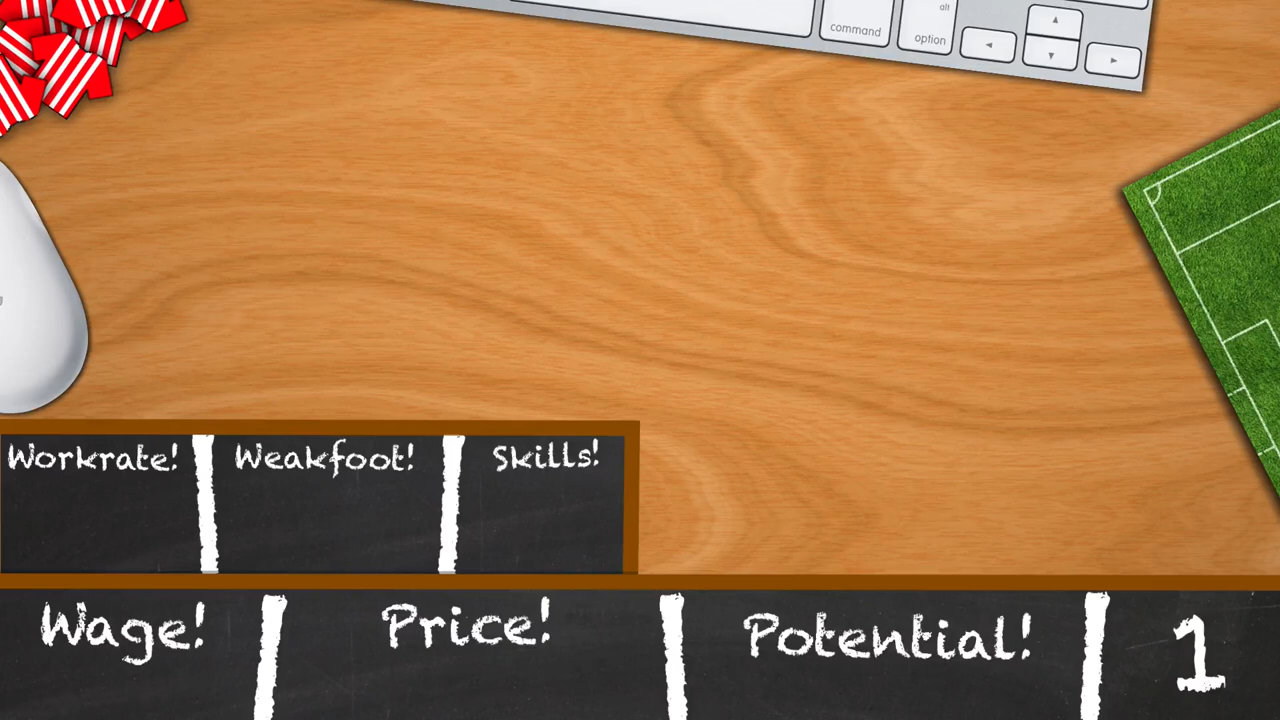 alt
command
option
Workrate! Weakfoot! Skills!
Wage! Price! Potential! 1